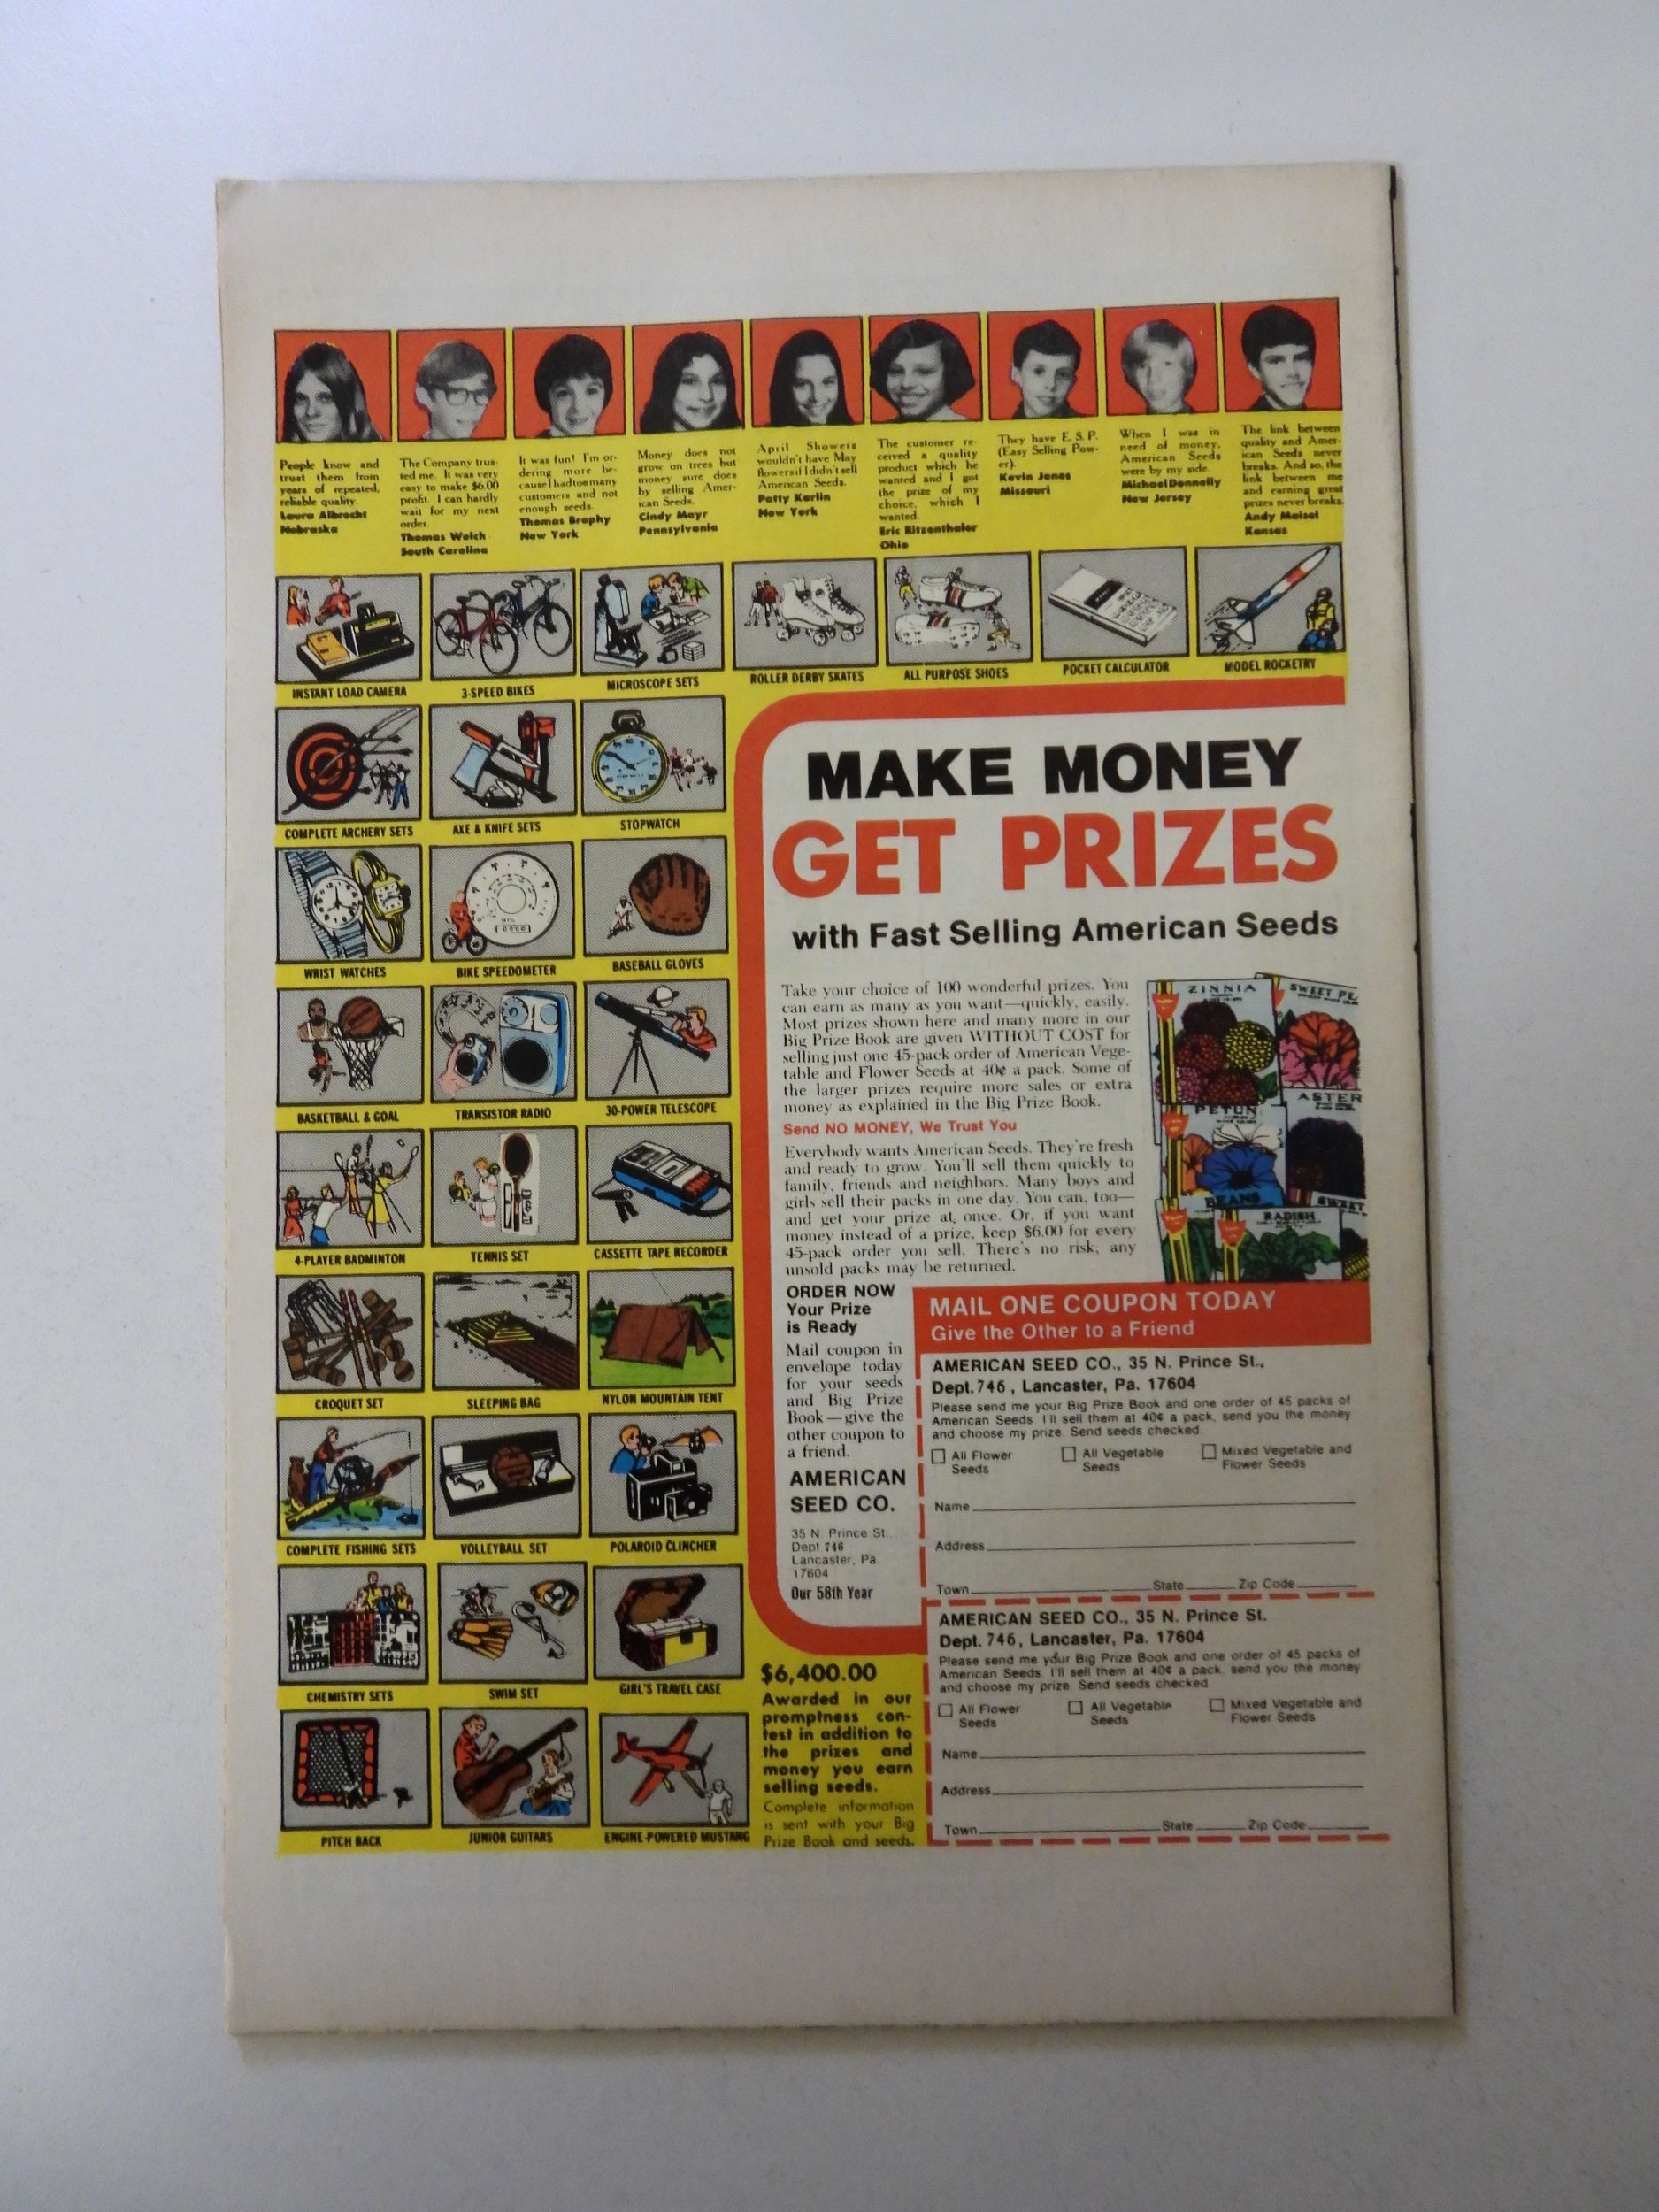 People know and
trust them from
years of repeated,
reliable quality.
Laura Albrecht
Nebraska
The Company trus-
ted me. It was very
easy to make $6.00
profit. I can hardly
wait for my next
order.
Thomas Welch
South Carolina
It was fun! I'm or-
dering more be-
cause I had too many
customers and not
enough seeds.
Thomas Brophy
New York
Money does not
grow on trees but
money sure does
by selling Amer-
ican Seeds.
Cindy Mayr
Pennsylvania
April Showers
wouldn't have May
flowers if I didn't sell
American Seeds.
Patty Karlin
New York
The customer re-
ceived a quality
product which he
wanted and I got
the prize of my
choice, which I
wanted.
Eric Ritzenthaler
Ohio
They have E. S. P.
(Easy Selling Pow-
er).
Kevin Jones
Missouri
When I was in
need of money,
American Seeds
were by my side.
Michael Donnelly
New Jersey
The link between
quality and Amer-
ican Seeds never
breaks. And so, the
link between me
and earning great
prizes never breaks.
Andy Maisel
Kansas
INSTANT LOAD CAMERA
3-SPEED BIKES
MICROSCOPE SETS
ROLLER DERBY SKATES
ALL PURPOSE SHOES
POCKET CALCULATOR
MODEL ROCKETRY
COMPLETE ARCHERY SETS
AXE & KNIFE SETS
STOPWATCH
WRIST WATCHES
BIKE SPEEDOMETER
BASEBALL GLOVES
BASKETBALL & GOAL
TRANSISTOR RADIO
30-POWER TELESCOPE
4-PLAYER BADMINTON
TENNIS SET
CASSETTE TAPE RECORDER
CROQUET SET
SLEEPING BAG
NYLON MOUNTAIN TENT
COMPLETE FISHING SETS
VOLLEYBALL SET
POLAROID CLINCHER
CHEMISTRY SETS
SWIM SET
GIRL'S TRAVEL CASE
PITCH BACK
JUNIOR GUITARS
ENGINE-POWERED MUSTANG
MAKE MONEY
GET PRIZES
with Fast Selling American Seeds
Take your choice of 100 wonderful prizes. You
can earn as many as you want—quickly, easily.
Most prizes shown here and many more in our
Big Prize Book are given WITHOUT COST for
selling just one 45-pack order of American Vege-
table and Flower Seeds at 40¢ a pack. Some of
the larger prizes require more sales or extra
money as explained in the Big Prize Book.
Send NO MONEY, We Trust You
Everybody wants American Seeds. They're fresh
and ready to grow. You'll sell them quickly to
family, friends and neighbors. Many boys and
girls sell their packs in one day. You can, too—
and get your prize at once. Or, if you want
money instead of a prize, keep $6.00 for every
45-pack order you sell. There's no risk; any
unsold packs may be returned.
ZINNIA
SWEET PE
ASTER
PETUN
BEANS
SWEET
RADISH
ORDER NOW
Your Prize
is Ready
Mail coupon in
envelope today
for your seeds
and Big Prize
Book—give the
other coupon to
a friend.
AMERICAN
SEED CO.
35 N. Prince St.
Dept 746
Lancaster, Pa.
17604
Our 58th Year
MAIL ONE COUPON TODAY
Give the Other to a Friend
AMERICAN SEED CO., 35 N. Prince St.,
Dept. 746, Lancaster, Pa. 17604
Please send me your Big Prize Book and one order of 45 packs of
American Seeds. I'll sell them at 40¢ a pack, send you the money
and choose my prize. Send seeds checked.
All Flower
Seeds
All Vegetable
Seeds
Mixed Vegetable and
Flower Seeds
Name
Address
Town State Zip Code
AMERICAN SEED CO., 35 N. Prince St.
Dept. 746, Lancaster, Pa. 17604
Please send me your Big Prize Book and one order of 45 packs of
American Seeds. I'll sell them at 40¢ a pack, send you the money
and choose my prize. Send seeds checked
All Flower
Seeds
All Vegetable
Seeds
Mixed Vegetable and
Flower Seeds
Name
Address
Town State Zip Code
$6,400.00
Awarded in our
promptness con-
test in addition to
the prizes and
money you earn
selling seeds.
Complete information
is sent with your Big
Prize Book and seeds.